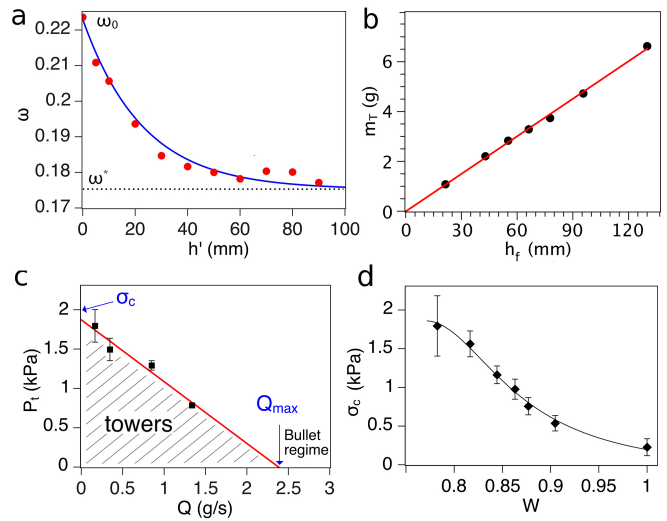 a
ω₀
0.22
0.21
0.2
0.19
0.18
0.17
ω
ω*
0 20 40 60 80 100
h' (mm)
b
6
4
2
0
m_T (g)
0 30 60 90 120
h_f (mm)
c
2
1.5
1
0.5
0
P_t (kPa)
σ_c
Q_max
towers
Bullet
regime
0 0.5 1 1.5 2 2.5 3
Q (g/s)
d
2
1.5
1
0.5
0
σ_c (kPa)
0.8 0.85 0.9 0.95 1
W